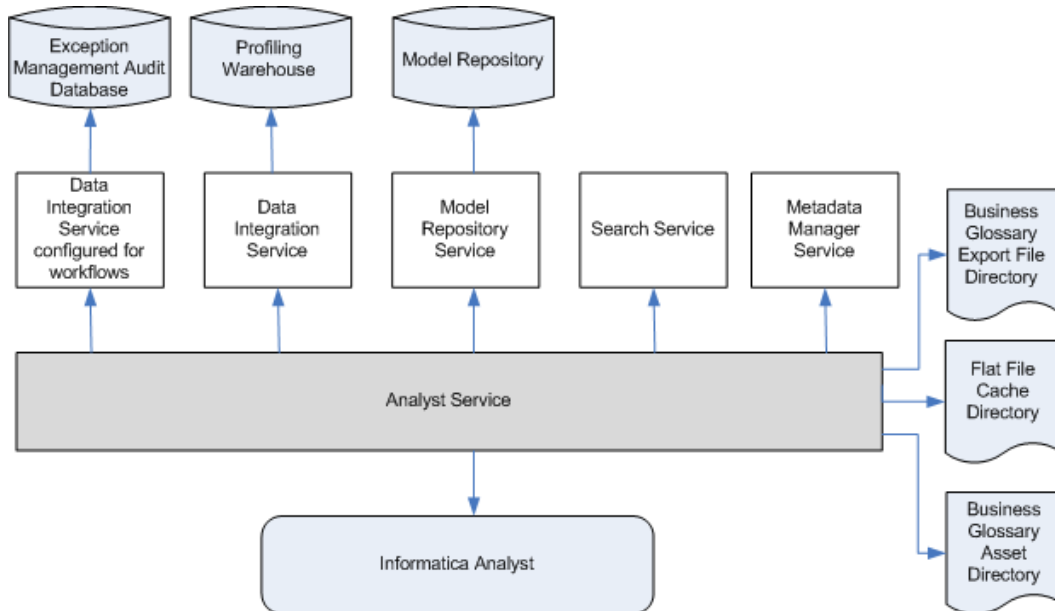 Exception
Management Audit
Database
Profiling
Warehouse
Model Repository
Data
Integration
Service
configured for
workflows
Data
Integration
Service
Model
Repository
Service
Search Service
Metadata
Manager
Service
Business
Glossary
Export File
Directory
Analyst Service
Flat File
Cache
Directory
Business
Glossary
Asset
Directory
Informatica Analyst